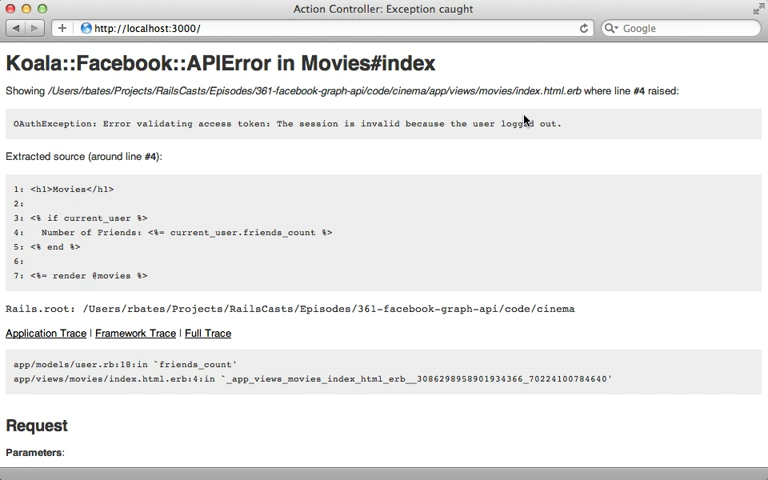 Action Controller: Exception caught
http://localhost:3000/
Google
Koala::Facebook::APIError in Movies#index
Showing /Users/rbates/Projects/RailsCasts/Episodes/361-facebook-graph-api/code/cinema/app/views/movies/index.html.erb where line #4 raised:
OAuthException: Error validating access token: The session is invalid because the user logged out.
Extracted source (around line #4):
1: <h1>Movies</h1>
2:
3: <% if current_user %>
4:   Number of Friends: <%= current_user.friends_count %>
5: <% end %>
6:
7: <%= render @movies %>
Rails.root: /Users/rbates/Projects/RailsCasts/Episodes/361-facebook-graph-api/code/cinema
Application Trace | Framework Trace | Full Trace
app/models/user.rb:18:in `friends_count'
app/views/movies/index.html.erb:4:in `_app_views_movies_index_html_erb__3086298958901934366_70224100784640'
Request
Parameters: